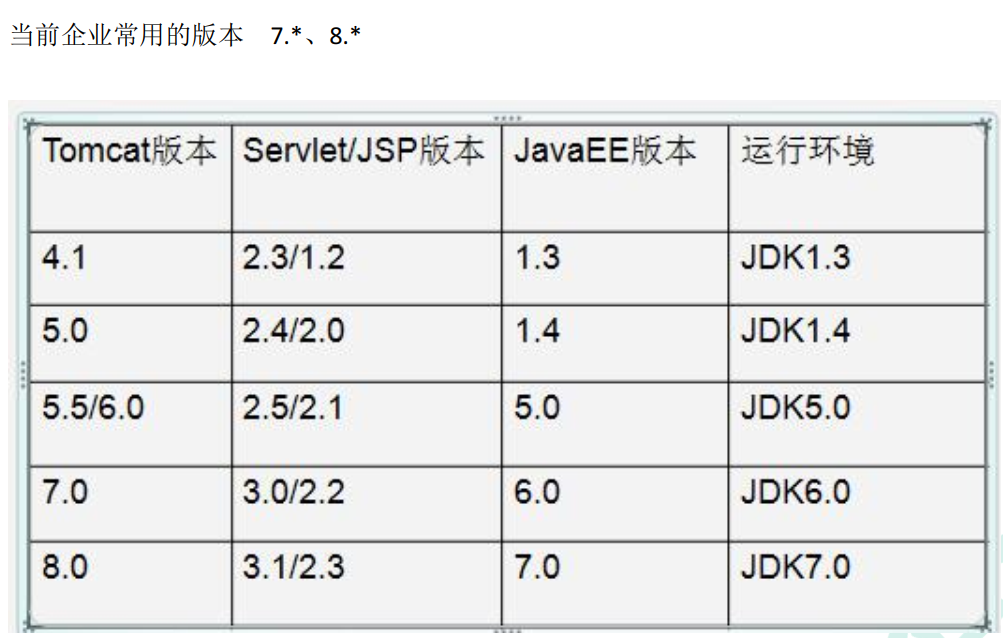 当前企业常用的版本 7.*、8.*
Tomcat版本 Servlet/JSP版本 JavaEE版本 运行环境
4.1 2.3/1.2 1.3 JDK1.3
5.0 2.4/2.0 1.4 JDK1.4
5.5/6.0 2.5/2.1 5.0 JDK5.0
7.0 3.0/2.2 6.0 JDK6.0
8.0 3.1/2.3 7.0 JDK7.0